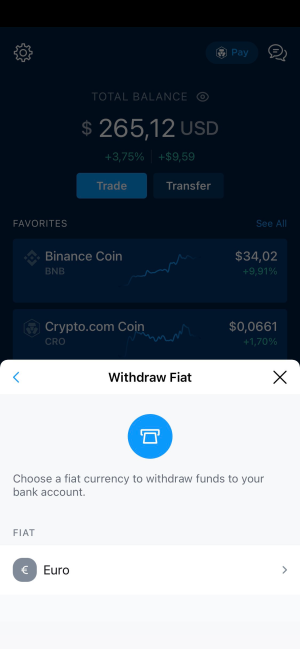 Pay
TOTAL BALANCE
$ 265,12 USD
+3,75% +$9,59
Trade Transfer
FAVORITES See All
Binance Coin $34,02
BNB +9,91%
Crypto.com Coin $0,0661
CRO +1,70%
Withdraw Fiat
Choose a fiat currency to withdraw funds to your
bank account.
FIAT
€ Euro